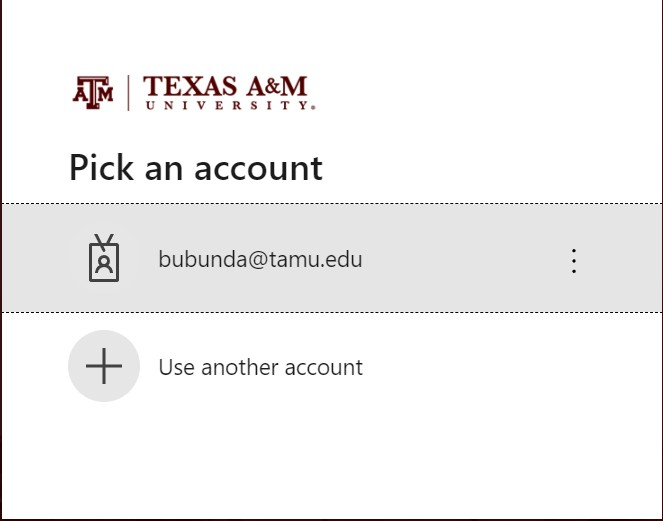 ATM TEXAS A&M
UNIVERSITY®
Pick an account
bubunda@tamu.edu
Use another account